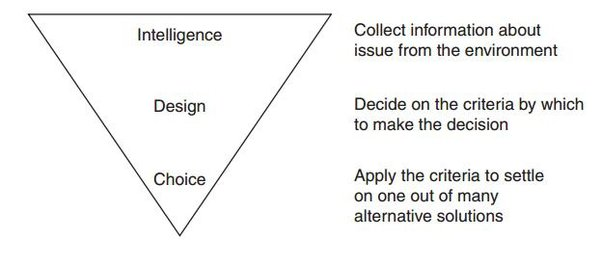 Intelligence
Collect information about
issue from the environment
Design
Decide on the criteria by which
to make the decision
Choice
Apply the criteria to settle
on one out of many
alternative solutions